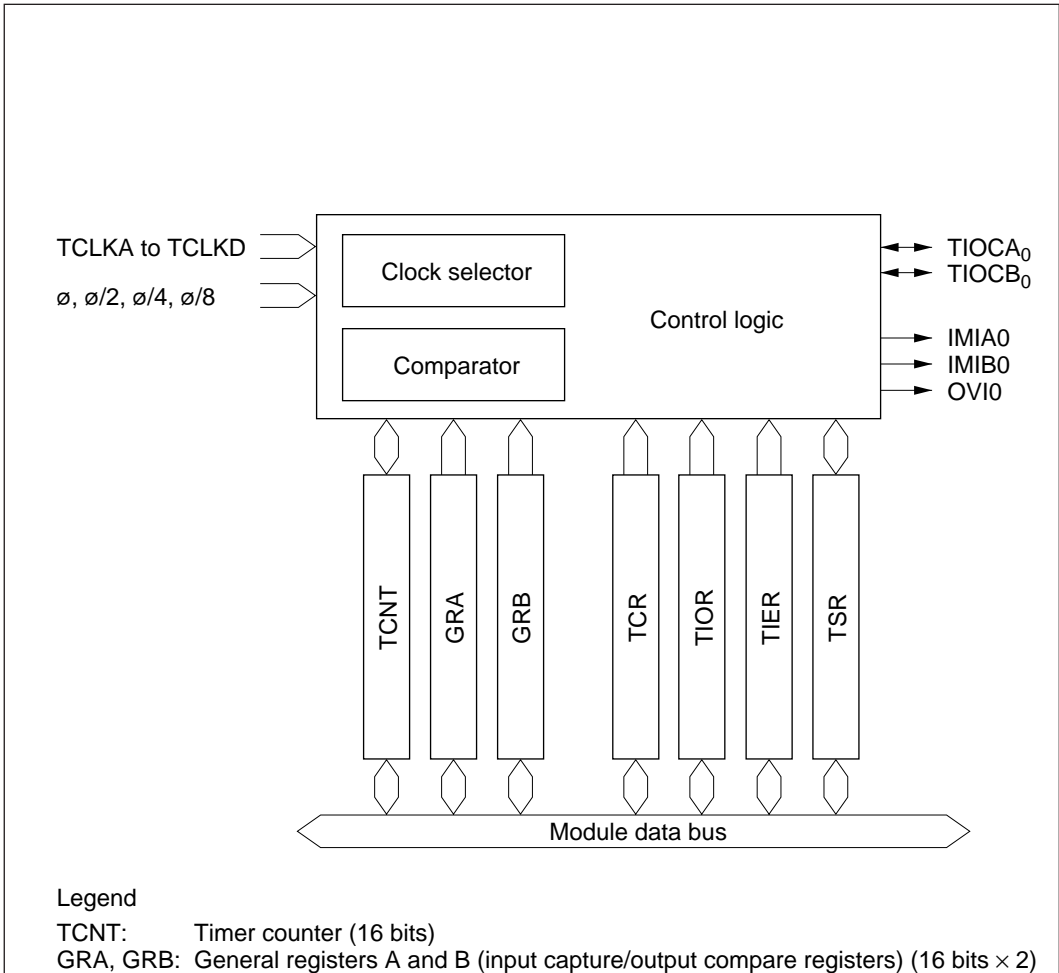 TCLKA to TCLKD
ø, ø/2, ø/4, ø/8
Clock selector
Comparator
Control logic
TIOCA₀
TIOCB₀
IMIA0
IMIB0
OVI0
TCNT
GRA
GRB
TCR
TIOR
TIER
TSR
Module data bus
Legend
TCNT: Timer counter (16 bits)
GRA, GRB: General registers A and B (input capture/output compare registers) (16 bits × 2)